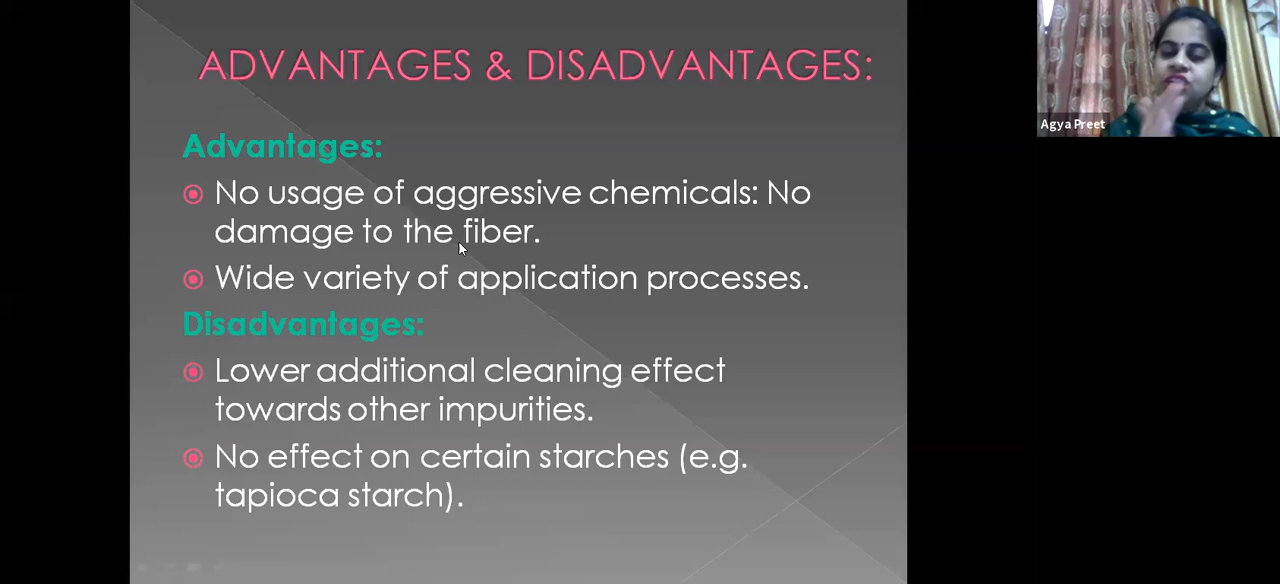 ADVANTAGES & DISADVANTAGES:
Agya Preet
Advantages:
No usage of aggressive chemicals: No
damage to the fiber.
Wide variety of application processes.
Disadvantages:
Lower additional cleaning effect
towards other impurities.
No effect on certain starches (e.g.
tapioca starch).